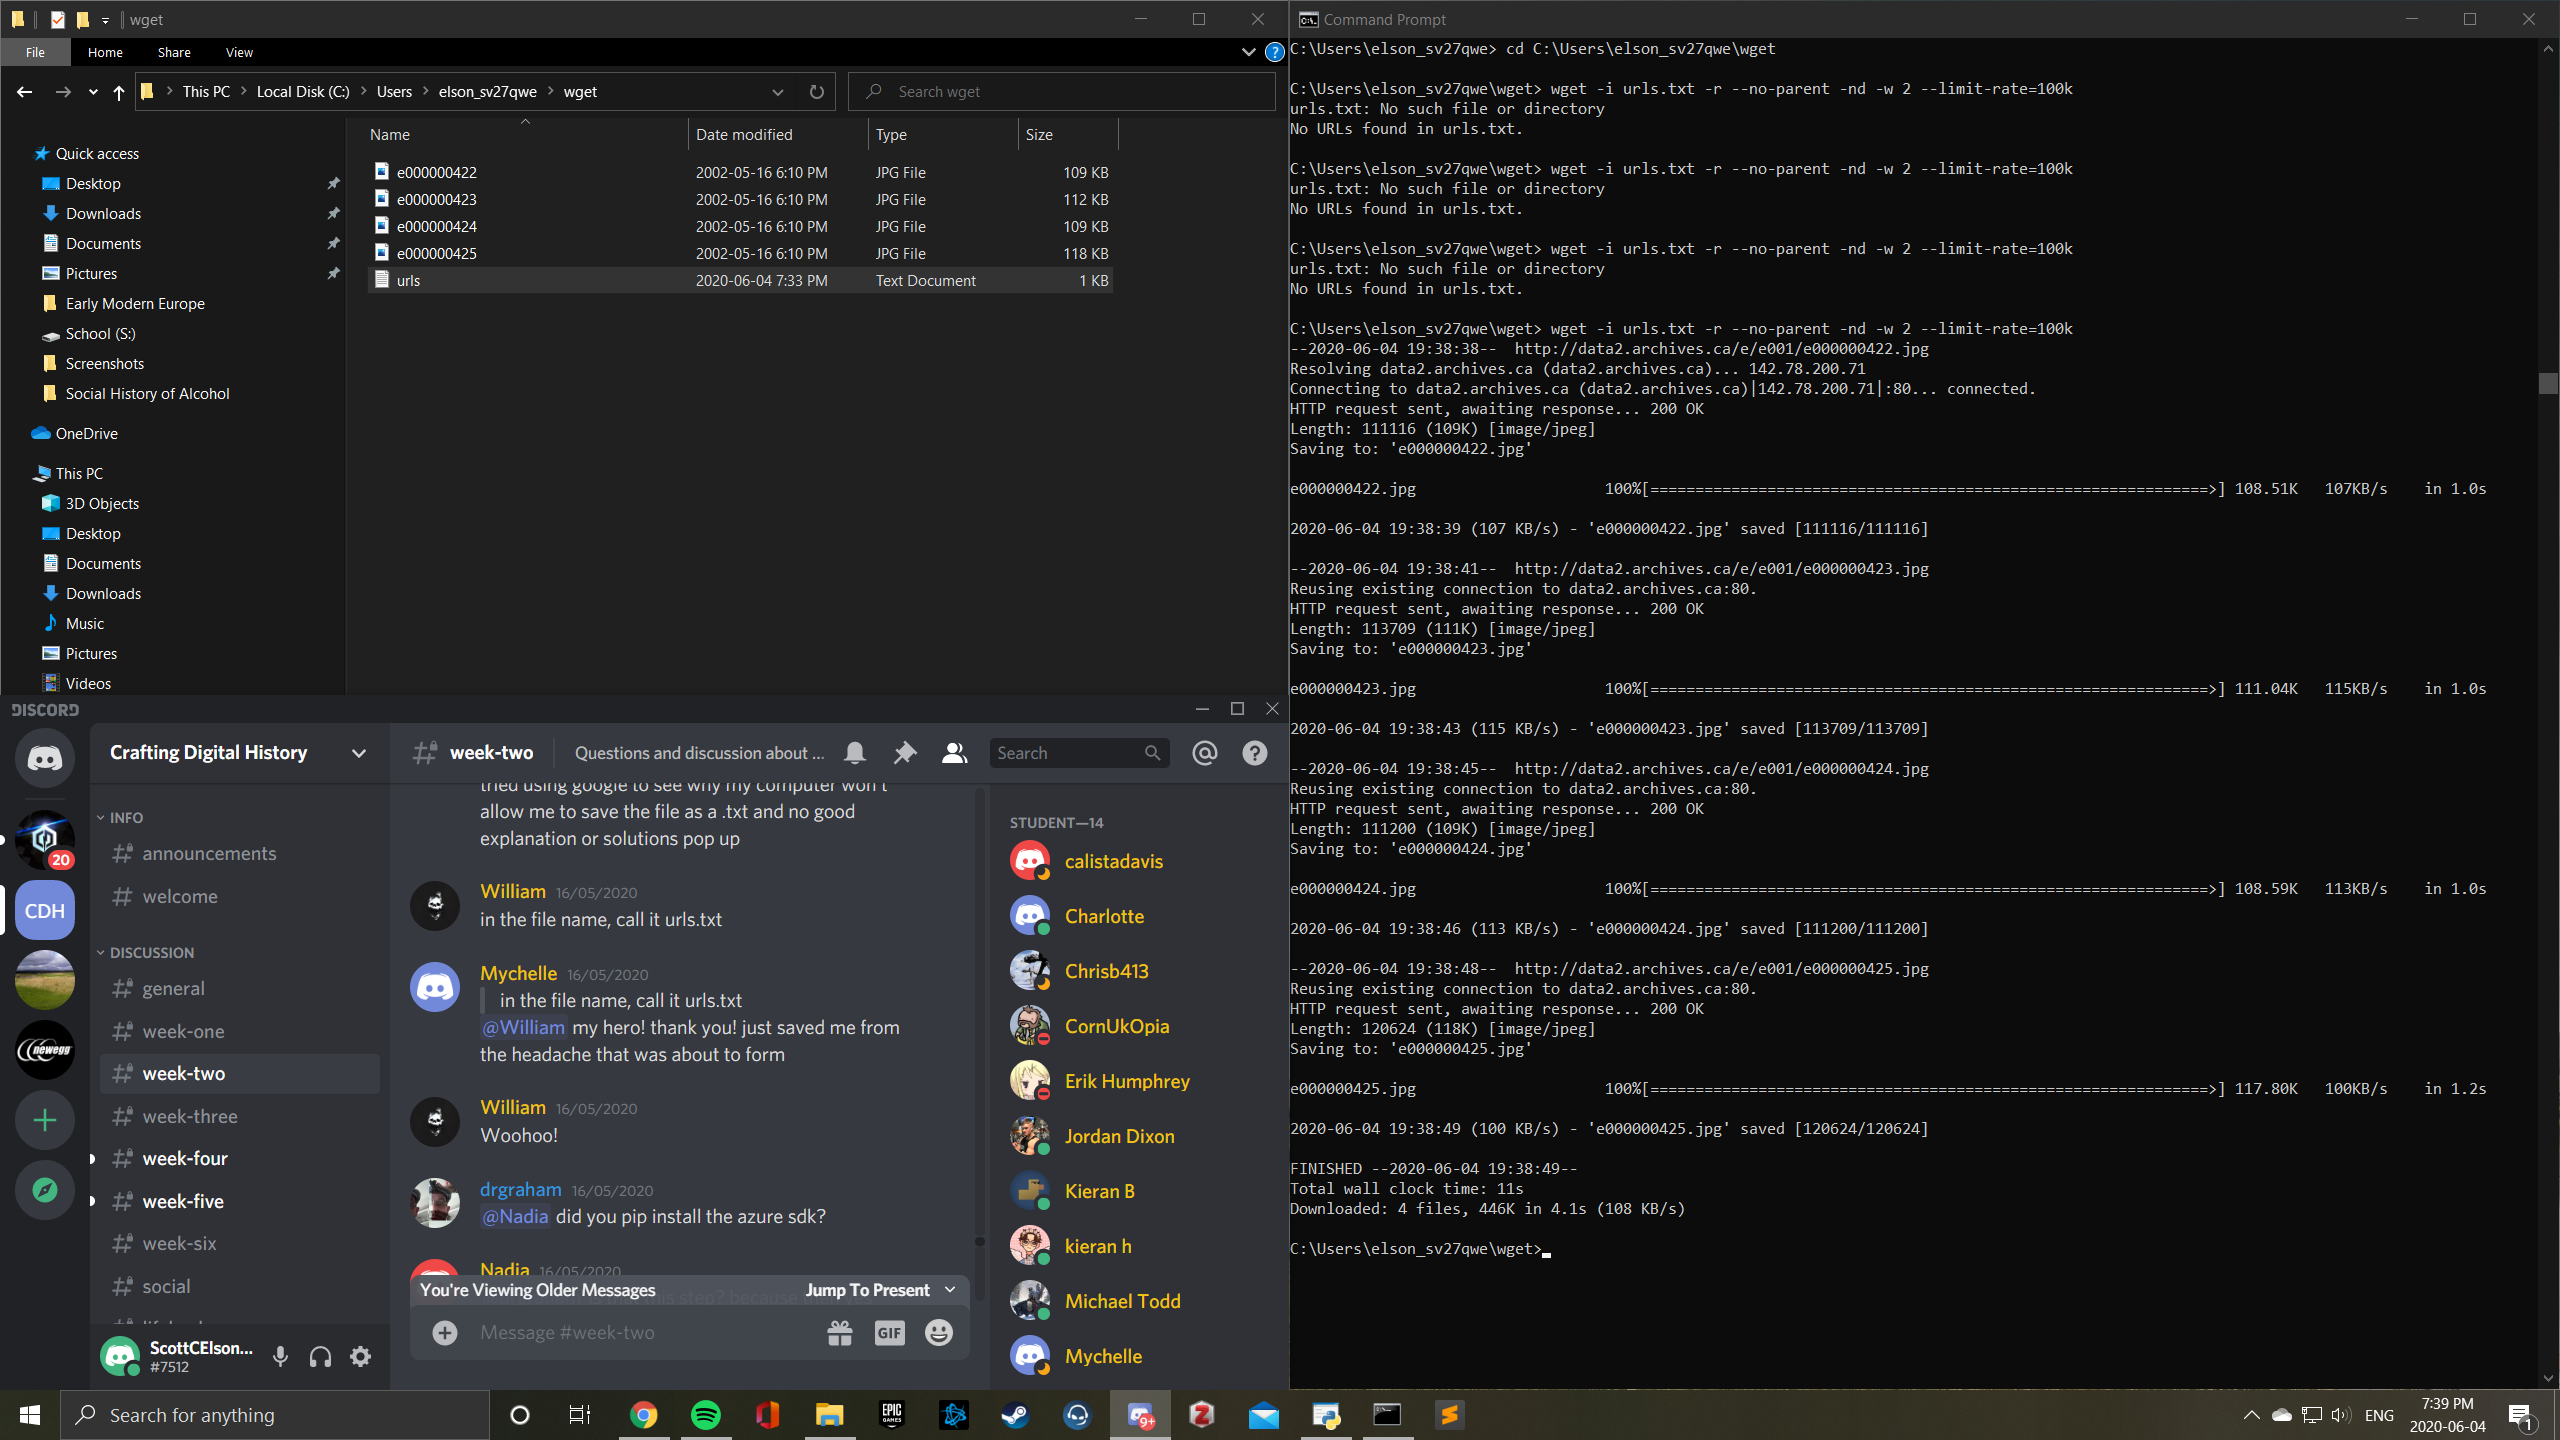 wget
File
Home
Share
View
This PC
Local Disk (C:)
Users
elson_sv27qwe
wget
Search wget
Name
Date modified
Type
Size
e000000422 2002-05-16 6:10 PM JPG File 109 KB
e000000423 2002-05-16 6:10 PM JPG File 112 KB
e000000424 2002-05-16 6:10 PM JPG File 109 KB
e000000425 2002-05-16 6:10 PM JPG File 118 KB
urls 2020-06-04 7:33 PM Text Document 1 KB
Quick access
Desktop
Downloads
Documents
Pictures
Early Modern Europe
School (S:)
Screenshots
Social History of Alcohol
OneDrive
This PC
3D Objects
Desktop
Documents
Downloads
Music
Pictures
Videos
DISCORD
20
CDH
newegg
Crafting Digital History
INFO
announcements
welcome
DISCUSSION
general
week-one
week-two
week-three
week-four
week-five
week-six
social
ScottCElson...
#7512
week-two
Questions and discussion about ...
Search
tried using google to see why my computer won't
allow me to save the file as a .txt and no good
explanation or solutions pop up
William 16/05/2020
in the file name, call it urls.txt
Mychelle 16/05/2020
in the file name, call it urls.txt
@William my hero! thank you! just saved me from
the headache that was about to form
William 16/05/2020
Woohoo!
drgraham 16/05/2020
@Nadia did you pip install the azure sdk?
Nadia 16/05/2020
You're Viewing Older Messages
Jump To Present
Message #week-two
GIF
STUDENT—14
calistadavis
Charlotte
Chrisb413
CornUkOpia
Erik Humphrey
Jordan Dixon
Kieran B
kieran h
Michael Todd
Mychelle
Command Prompt
C:\Users\elson_sv27qwe> cd C:\Users\elson_sv27qwe\wget
C:\Users\elson_sv27qwe\wget> wget -i urls.txt -r --no-parent -nd -w 2 --limit-rate=100k
urls.txt: No such file or directory
No URLs found in urls.txt.
C:\Users\elson_sv27qwe\wget> wget -i urls.txt -r --no-parent -nd -w 2 --limit-rate=100k
urls.txt: No such file or directory
No URLs found in urls.txt.
C:\Users\elson_sv27qwe\wget> wget -i urls.txt -r --no-parent -nd -w 2 --limit-rate=100k
urls.txt: No such file or directory
No URLs found in urls.txt.
C:\Users\elson_sv27qwe\wget> wget -i urls.txt -r --no-parent -nd -w 2 --limit-rate=100k
--2020-06-04 19:38:38-- http://data2.archives.ca/e/e001/e000000422.jpg
Resolving data2.archives.ca (data2.archives.ca)... 142.78.200.71
Connecting to data2.archives.ca (data2.archives.ca)|142.78.200.71|:80... connected.
HTTP request sent, awaiting response... 200 OK
Length: 111116 (109K) [image/jpeg]
Saving to: 'e000000422.jpg'
e000000422.jpg 100%[==============================================================>] 108.51K 107KB/s in 1.0s
2020-06-04 19:38:39 (107 KB/s) - 'e000000422.jpg' saved [111116/111116]
--2020-06-04 19:38:41-- http://data2.archives.ca/e/e001/e000000423.jpg
Reusing existing connection to data2.archives.ca:80.
HTTP request sent, awaiting response... 200 OK
Length: 113709 (111K) [image/jpeg]
Saving to: 'e000000423.jpg'
e000000423.jpg 100%[==============================================================>] 111.04K 115KB/s in 1.0s
2020-06-04 19:38:43 (115 KB/s) - 'e000000423.jpg' saved [113709/113709]
--2020-06-04 19:38:45-- http://data2.archives.ca/e/e001/e000000424.jpg
Reusing existing connection to data2.archives.ca:80.
HTTP request sent, awaiting response... 200 OK
Length: 111200 (109K) [image/jpeg]
Saving to: 'e000000424.jpg'
e000000424.jpg 100%[==============================================================>] 108.59K 113KB/s in 1.0s
2020-06-04 19:38:46 (113 KB/s) - 'e000000424.jpg' saved [111200/111200]
--2020-06-04 19:38:48-- http://data2.archives.ca/e/e001/e000000425.jpg
Reusing existing connection to data2.archives.ca:80.
HTTP request sent, awaiting response... 200 OK
Length: 120624 (118K) [image/jpeg]
Saving to: 'e000000425.jpg'
e000000425.jpg 100%[==============================================================>] 117.80K 100KB/s in 1.2s
2020-06-04 19:38:49 (100 KB/s) - 'e000000425.jpg' saved [120624/120624]
FINISHED --2020-06-04 19:38:49--
Total wall clock time: 11s
Downloaded: 4 files, 446K in 4.1s (108 KB/s)
C:\Users\elson_sv27qwe\wget>
Search for anything
EPIC GAMES
9+
ENG
7:39 PM
2020-06-04
1